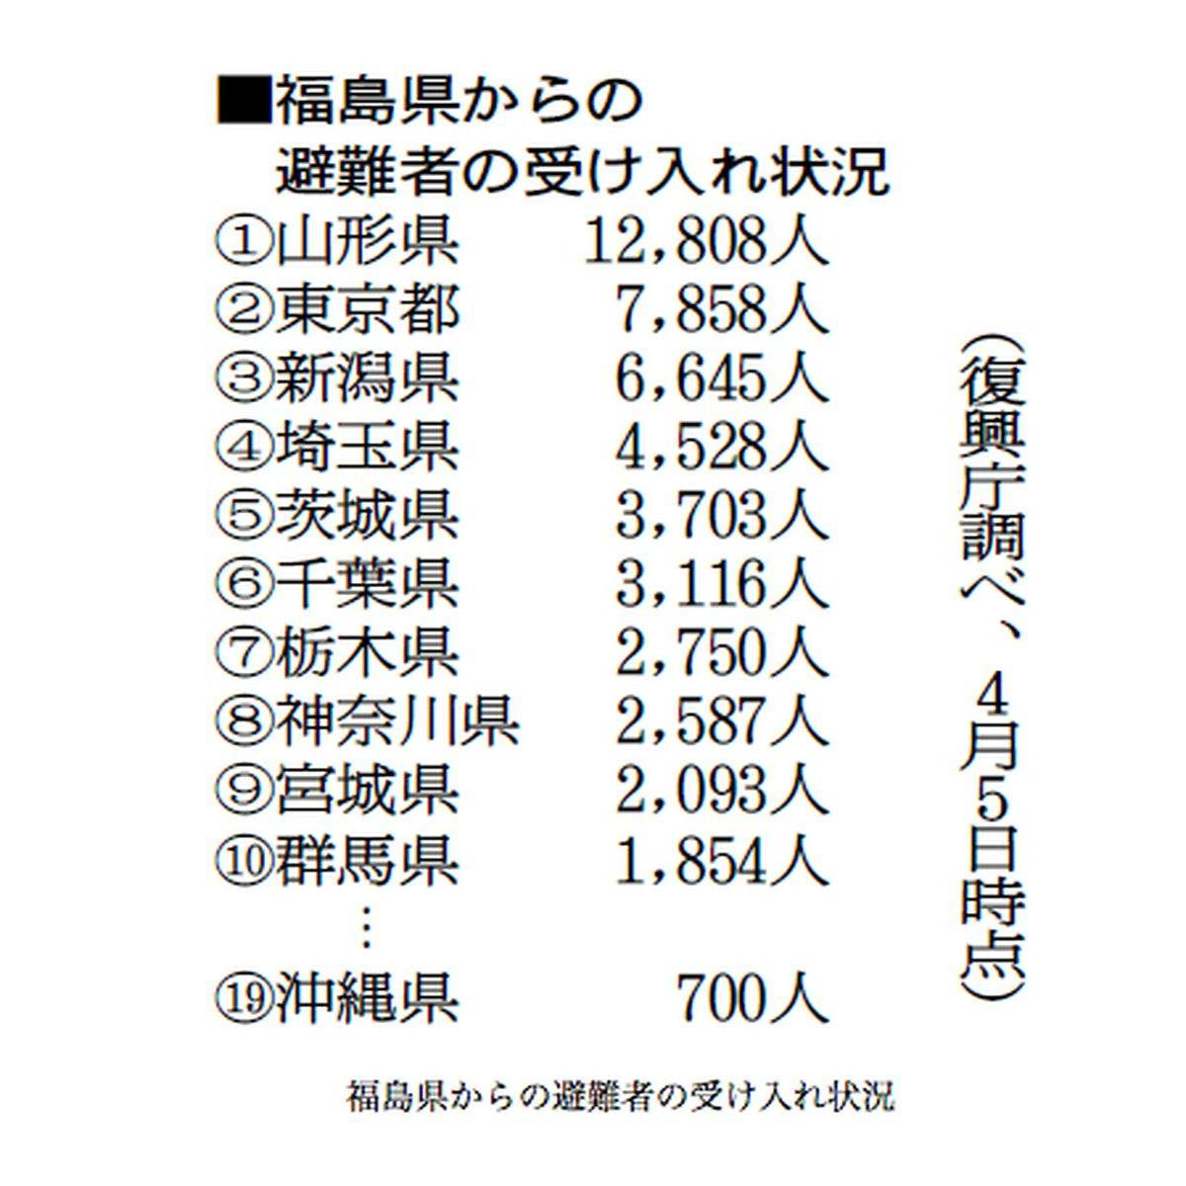 ■福島県からの
避難者の受け入れ状況
①山形県 12,808人
②東京都 7,858人
③新潟県 6,645人
④埼玉県 4,528人
⑤茨城県 3,703人
⑥千葉県 3,116人
⑦栃木県 2,750人
⑧神奈川県 2,587人
⑨宮城県 2,093人
⑩群馬県 1,854人
⋮
⑲沖縄県 700人
(復興庁調べ、4月5日時点)
福島県からの避難者の受け入れ状況